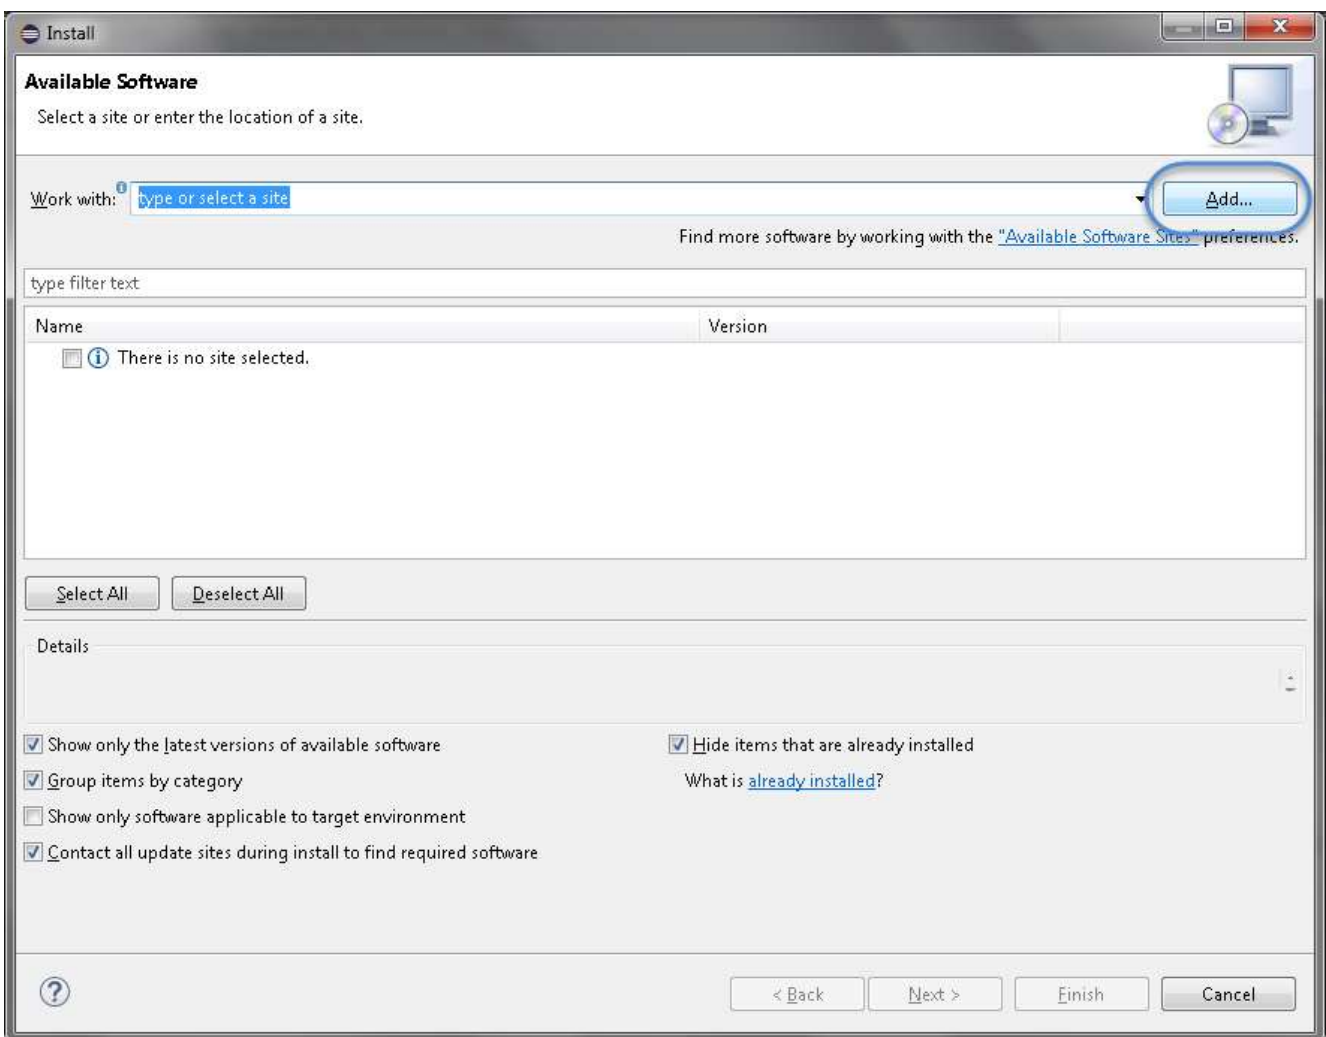 Install
Available Software
Select a site or enter the location of a site.
Work with: type or select a site Add...
Find more software by working with the "Available Software Sites" preferences.
type filter text
Name Version
There is no site selected.
Select All Deselect All
Details
Show only the latest versions of available software Hide items that are already installed
Group items by category What is already installed?
Show only software applicable to target environment
Contact all update sites during install to find required software
? < Back Next > Finish Cancel